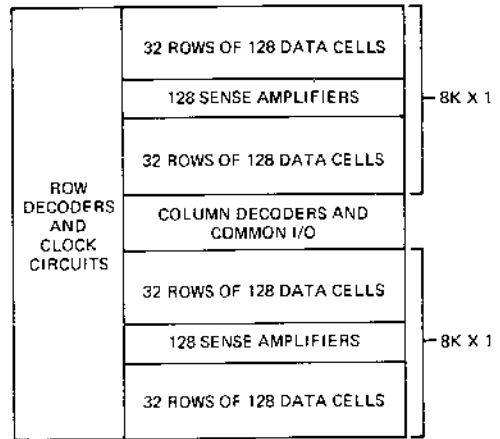 32 ROWS OF 128 DATA CELLS
128 SENSE AMPLIFIERS
8K X 1
32 ROWS OF 128 DATA CELLS
ROW
DECODERS
AND
CLOCK
CIRCUITS
COLUMN DECODERS AND
COMMON I/O
32 ROWS OF 128 DATA CELLS
128 SENSE AMPLIFIERS
8K X 1
32 ROWS OF 128 DATA CELLS